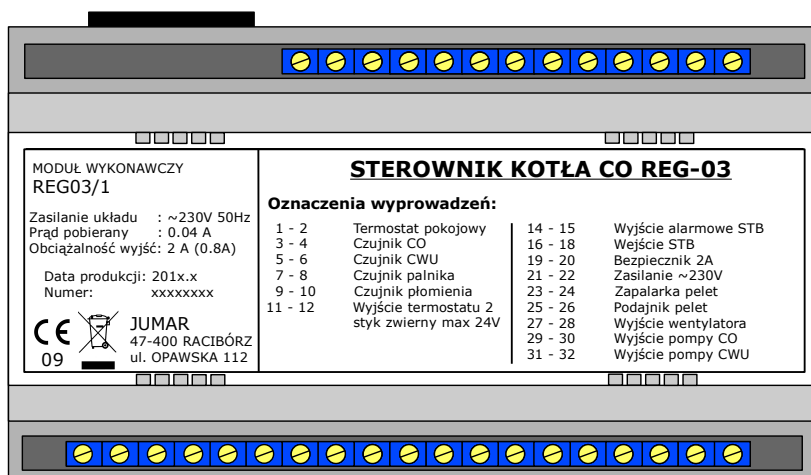 MODUŁ WYKONAWCZY
REG03/1
Zasilanie układu : ~230V 50Hz
Prąd pobierany : 0.04 A
Obciążalność wyjść: 2 A (0.8A)
Data produkcji: 201x.x
Numer: xxxxxxxx
CE
09
JUMAR
47-400 RACIBÓRZ
ul. OPAWSKA 112
STEROWNIK KOTŁA CO REG-03
Oznaczenia wyprowadzeń:
1 - 2 Termostat pokojowy
3 - 4 Czujnik CO
5 - 6 Czujnik CWU
7 - 8 Czujnik palnika
9 - 10 Czujnik płomienia
11 - 12 Wyjście termostatu 2
styk zwierny max 24V
14 - 15 Wyjście alarmowe STB
16 - 18 Wejście STB
19 - 20 Bezpiecznik 2A
21 - 22 Zasilanie ~230V
23 - 24 Zapalarka pelet
25 - 26 Podajnik pelet
27 - 28 Wyjście wentylatora
29 - 30 Wyjście pompy CO
31 - 32 Wyjście pompy CWU